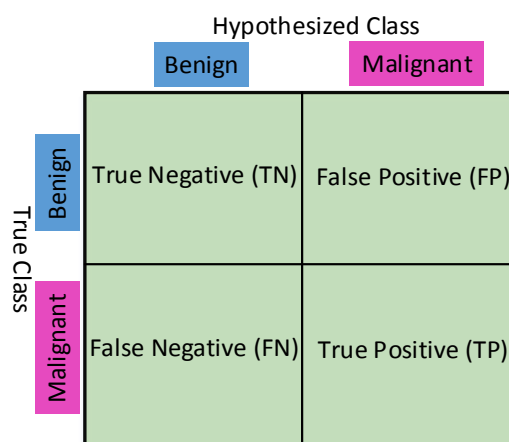 Hypothesized Class
Benign
Malignant
True Class
Benign
True Negative (TN)
False Positive (FP)
Malignant
False Negative (FN)
True Positive (TP)